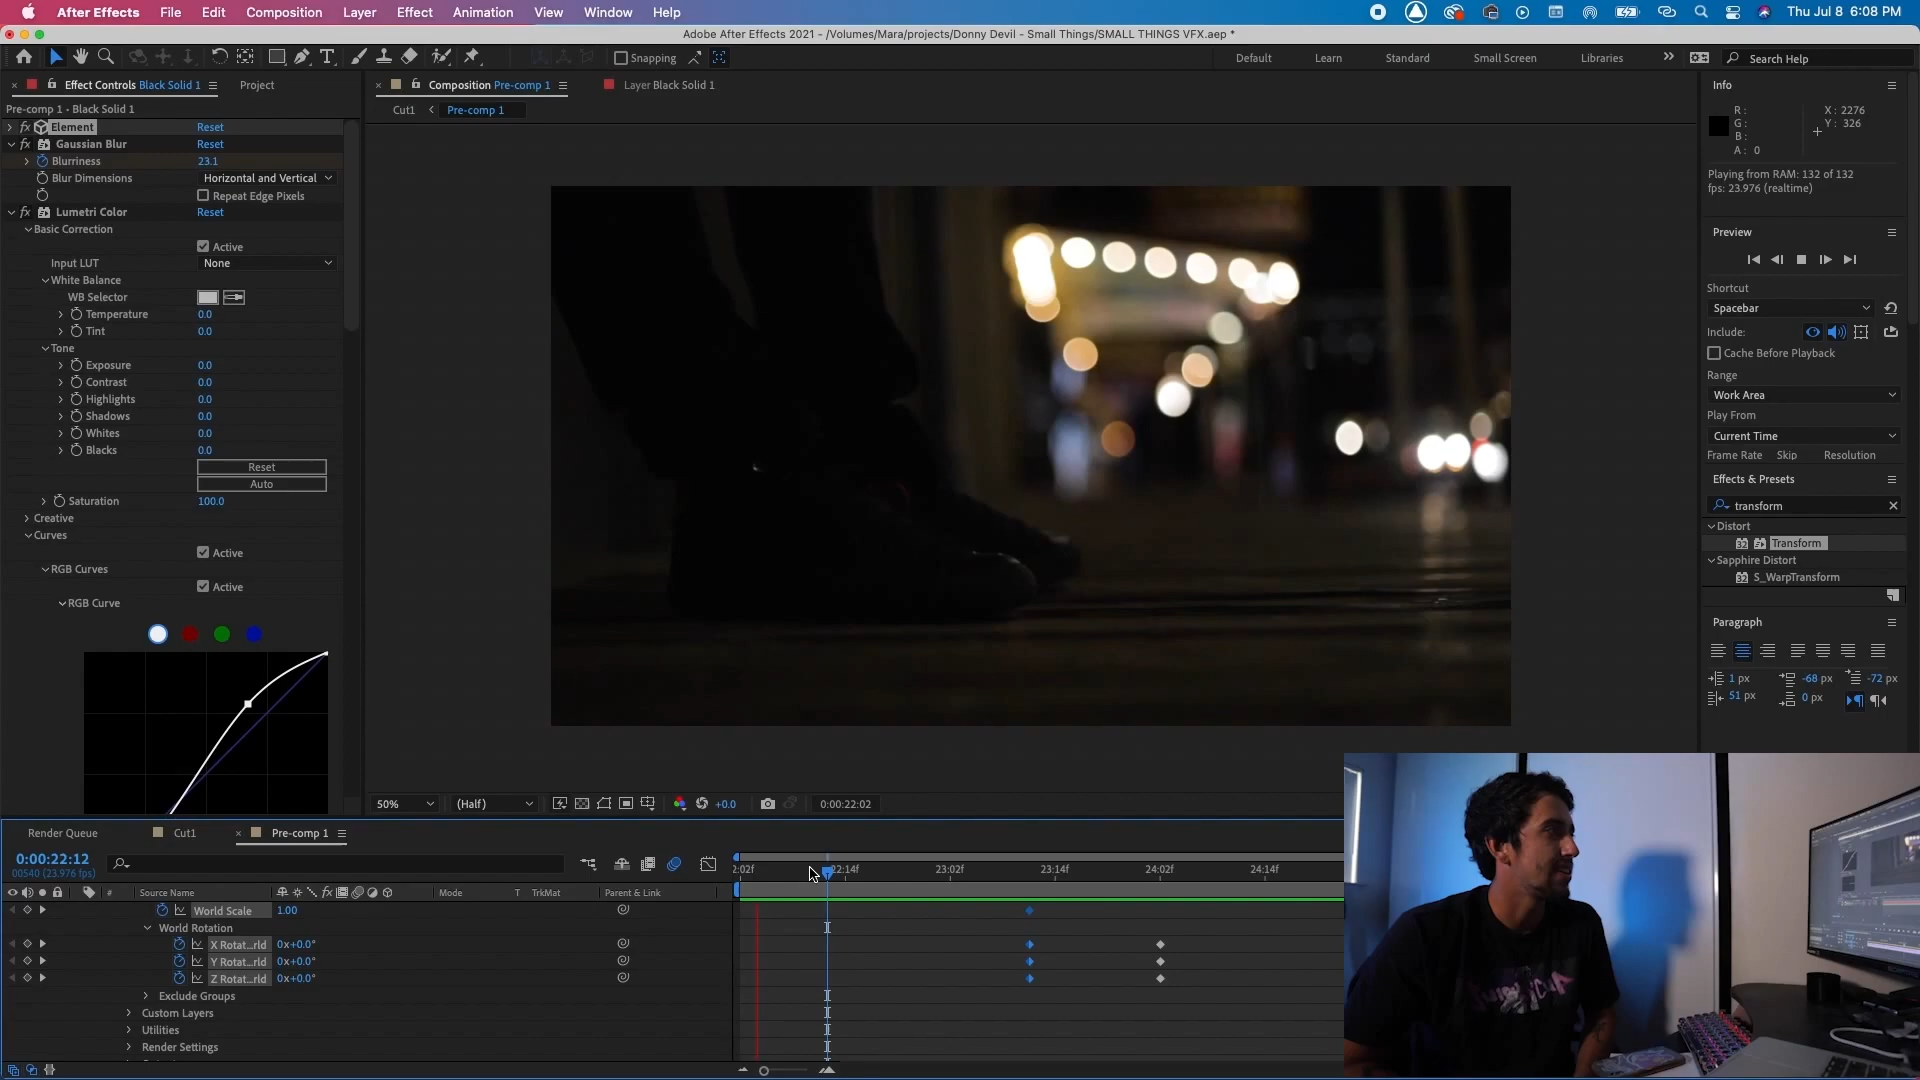 After Effects File Edit Composition Layer Effect Animation View Window Help Thu Jul 8 6:08 PM
Adobe After Effects 2021 - /Volumes/Mara/projects/Donny Devil - Small Things/SMALL THINGS VFX.aep *
Snapping Default Learn Standard Small Screen Libraries Search Help
Effect Controls Black Solid 1 Project
Pre-comp 1 • Black Solid 1
Element Reset
Gaussian Blur Reset
Blurriness 23.1
Blur Dimensions Horizontal and Vertical
Repeat Edge Pixels
Lumetri Color Reset
Basic Correction
Active
Input LUT None
White Balance
WB Selector
Temperature 0.0
Tint 0.0
Tone
Exposure 0.0
Contrast 0.0
Highlights 0.0
Shadows 0.0
Whites 0.0
Blacks 0.0
Reset
Auto
Saturation 100.0
Creative
Curves
Active
RGB Curves
Active
RGB Curve
Composition Pre-comp 1 Layer Black Solid 1
Cut1 Pre-comp 1
50% (Half) +0.0 0:00:22:02
Info
R : X : 2276
G : Y : 326
B :
A : 0
Playing from RAM: 132 of 132
fps: 23.976 (realtime)
Preview
Shortcut
Spacebar
Include:
Cache Before Playback
Range
Work Area
Play From
Current Time
Frame Rate Skip Resolution
Effects & Presets
transform
Distort
32 Transform
Sapphire Distort
32 S_WarpTransform
Paragraph
1 px -68 px -72 px
51 px 0 px
Render Queue Cut1 Pre-comp 1
0:00:22:12
00540 (23.976 fps)
# Source Name Mode T TrkMat Parent & Link
2:02f 22:14f 23:02f 23:14f 24:02f 24:14f
World Scale 1.00
World Rotation
X Rotat...rld 0x+0.0°
Y Rotat...rld 0x+0.0°
Z Rotat...rld 0x+0.0°
Exclude Groups
Custom Layers
Utilities
Render Settings